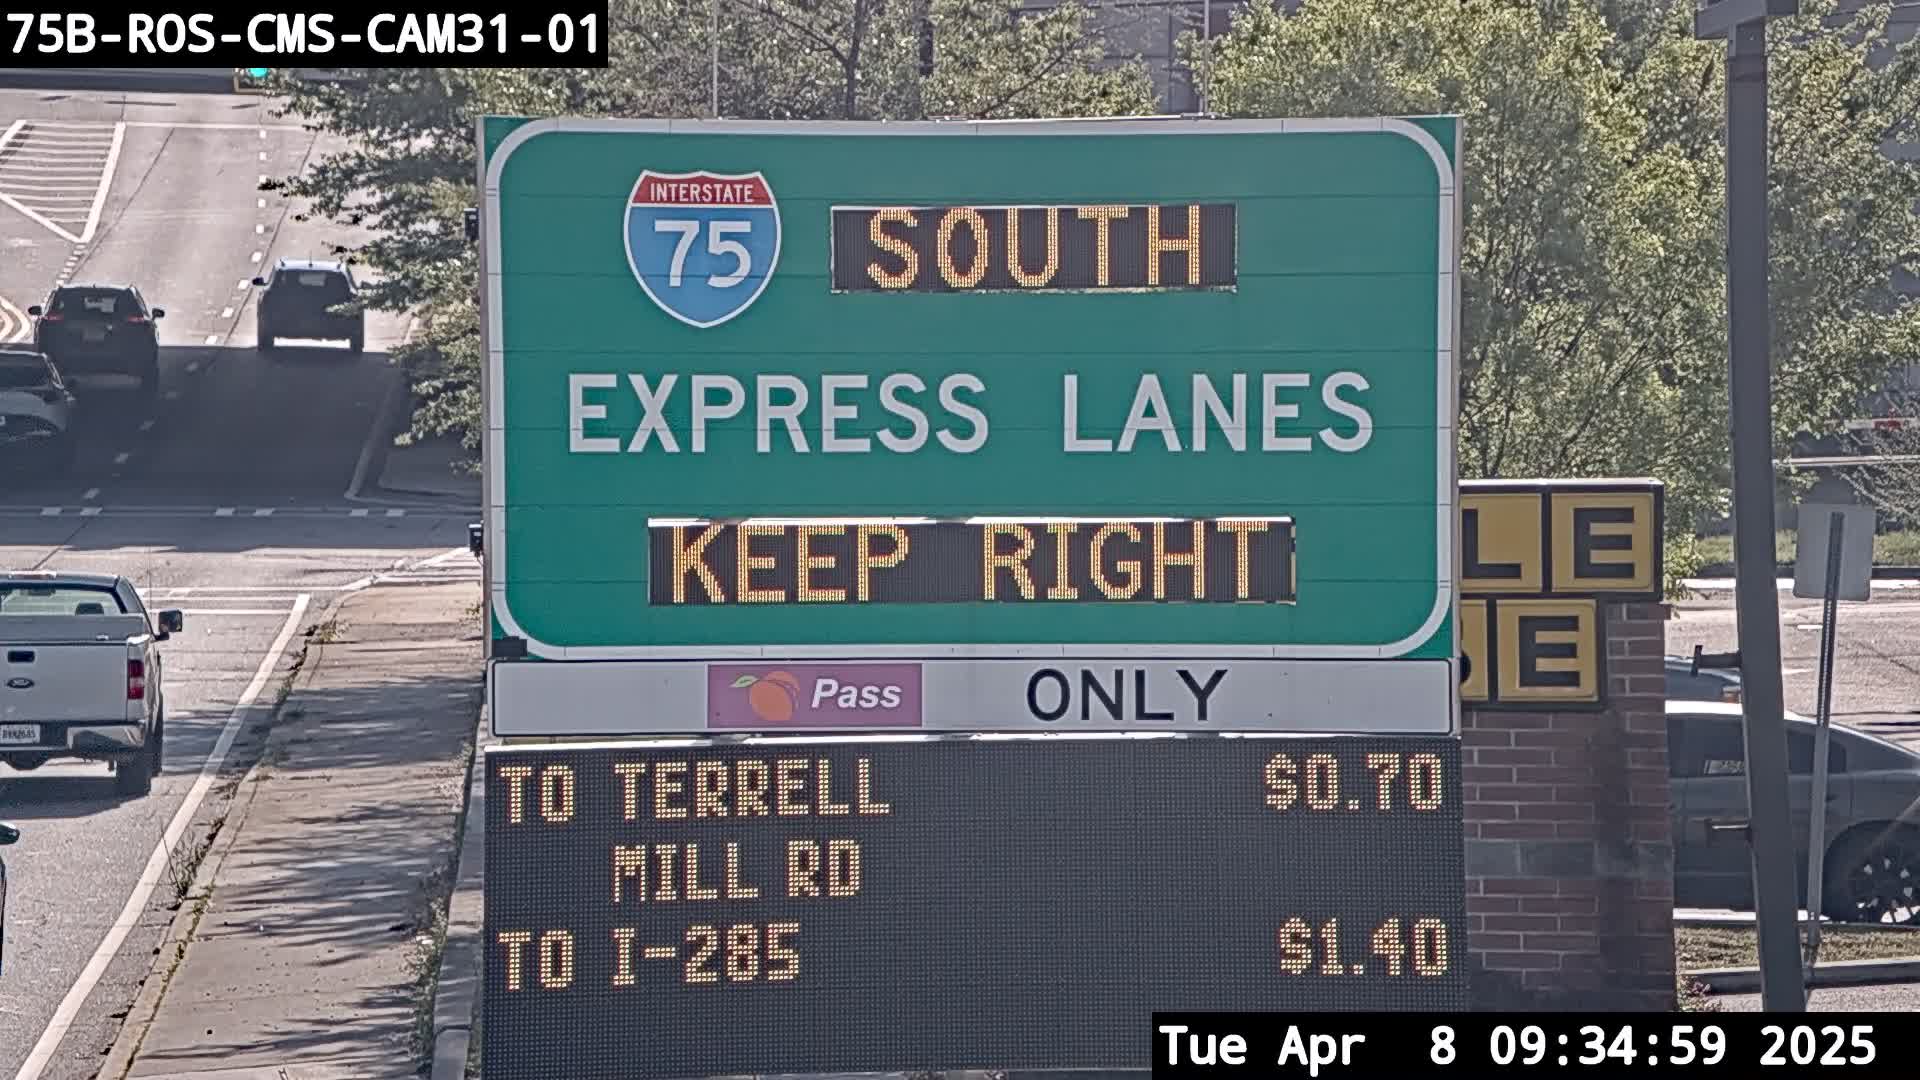 75B-ROS-CMS-CAM31-01
INTERSTATE
75
SOUTH
EXPRESS LANES
KEEP RIGHT
Pass ONLY
TO TERRELL $0.70
MILL RD
TO I-285 $1.40
LE
E
Tue Apr 8 09:34:59 2025